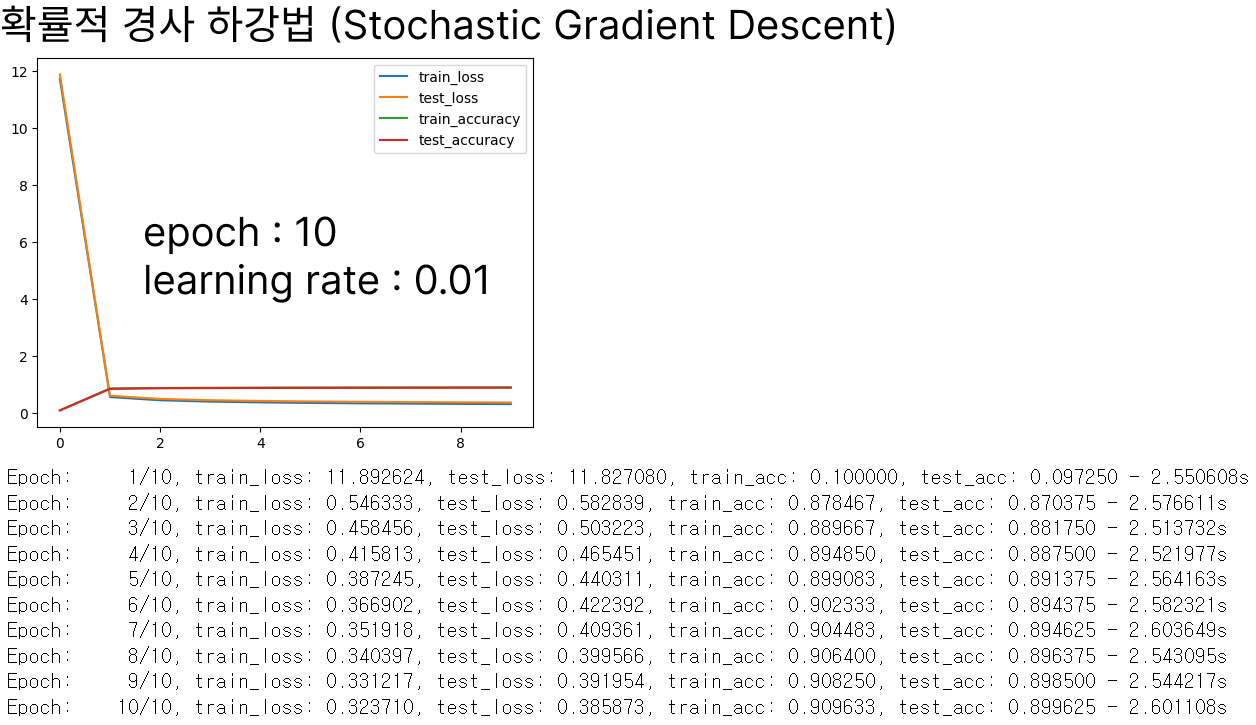 확률적 경사 하강법 (Stochastic Gradient Descent)
12
10
8
6
4
2
0
train_loss
test_loss
train_accuracy
test_accuracy
epoch : 10
learning rate : 0.01
0 2 4 6 8
Epoch: 1/10, train_loss: 11.892624, test_loss: 11.827080, train_acc: 0.100000, test_acc: 0.097250 - 2.550608s
Epoch: 2/10, train_loss: 0.546333, test_loss: 0.582839, train_acc: 0.878467, test_acc: 0.870375 - 2.576611s
Epoch: 3/10, train_loss: 0.458456, test_loss: 0.503223, train_acc: 0.889667, test_acc: 0.881750 - 2.513732s
Epoch: 4/10, train_loss: 0.415813, test_loss: 0.465451, train_acc: 0.894850, test_acc: 0.887500 - 2.521977s
Epoch: 5/10, train_loss: 0.387245, test_loss: 0.440311, train_acc: 0.899083, test_acc: 0.891375 - 2.564163s
Epoch: 6/10, train_loss: 0.366902, test_loss: 0.422392, train_acc: 0.902333, test_acc: 0.894375 - 2.582321s
Epoch: 7/10, train_loss: 0.351918, test_loss: 0.409361, train_acc: 0.904483, test_acc: 0.894625 - 2.603649s
Epoch: 8/10, train_loss: 0.340397, test_loss: 0.399566, train_acc: 0.906400, test_acc: 0.896375 - 2.543095s
Epoch: 9/10, train_loss: 0.331217, test_loss: 0.391954, train_acc: 0.908250, test_acc: 0.898500 - 2.544217s
Epoch: 10/10, train_loss: 0.323710, test_loss: 0.385873, train_acc: 0.909633, test_acc: 0.899625 - 2.601108s